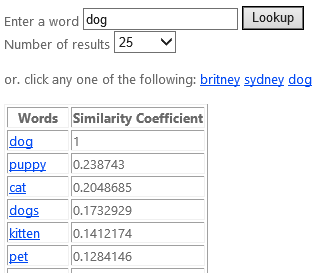 Enter a word dog Lookup
Number of results 25
or. click any one of the following: britney sydney dog
Words Similarity Coefficient
dog 1
puppy 0.238743
cat 0.2048685
dogs 0.1732929
kitten 0.1412174
pet 0.1284146